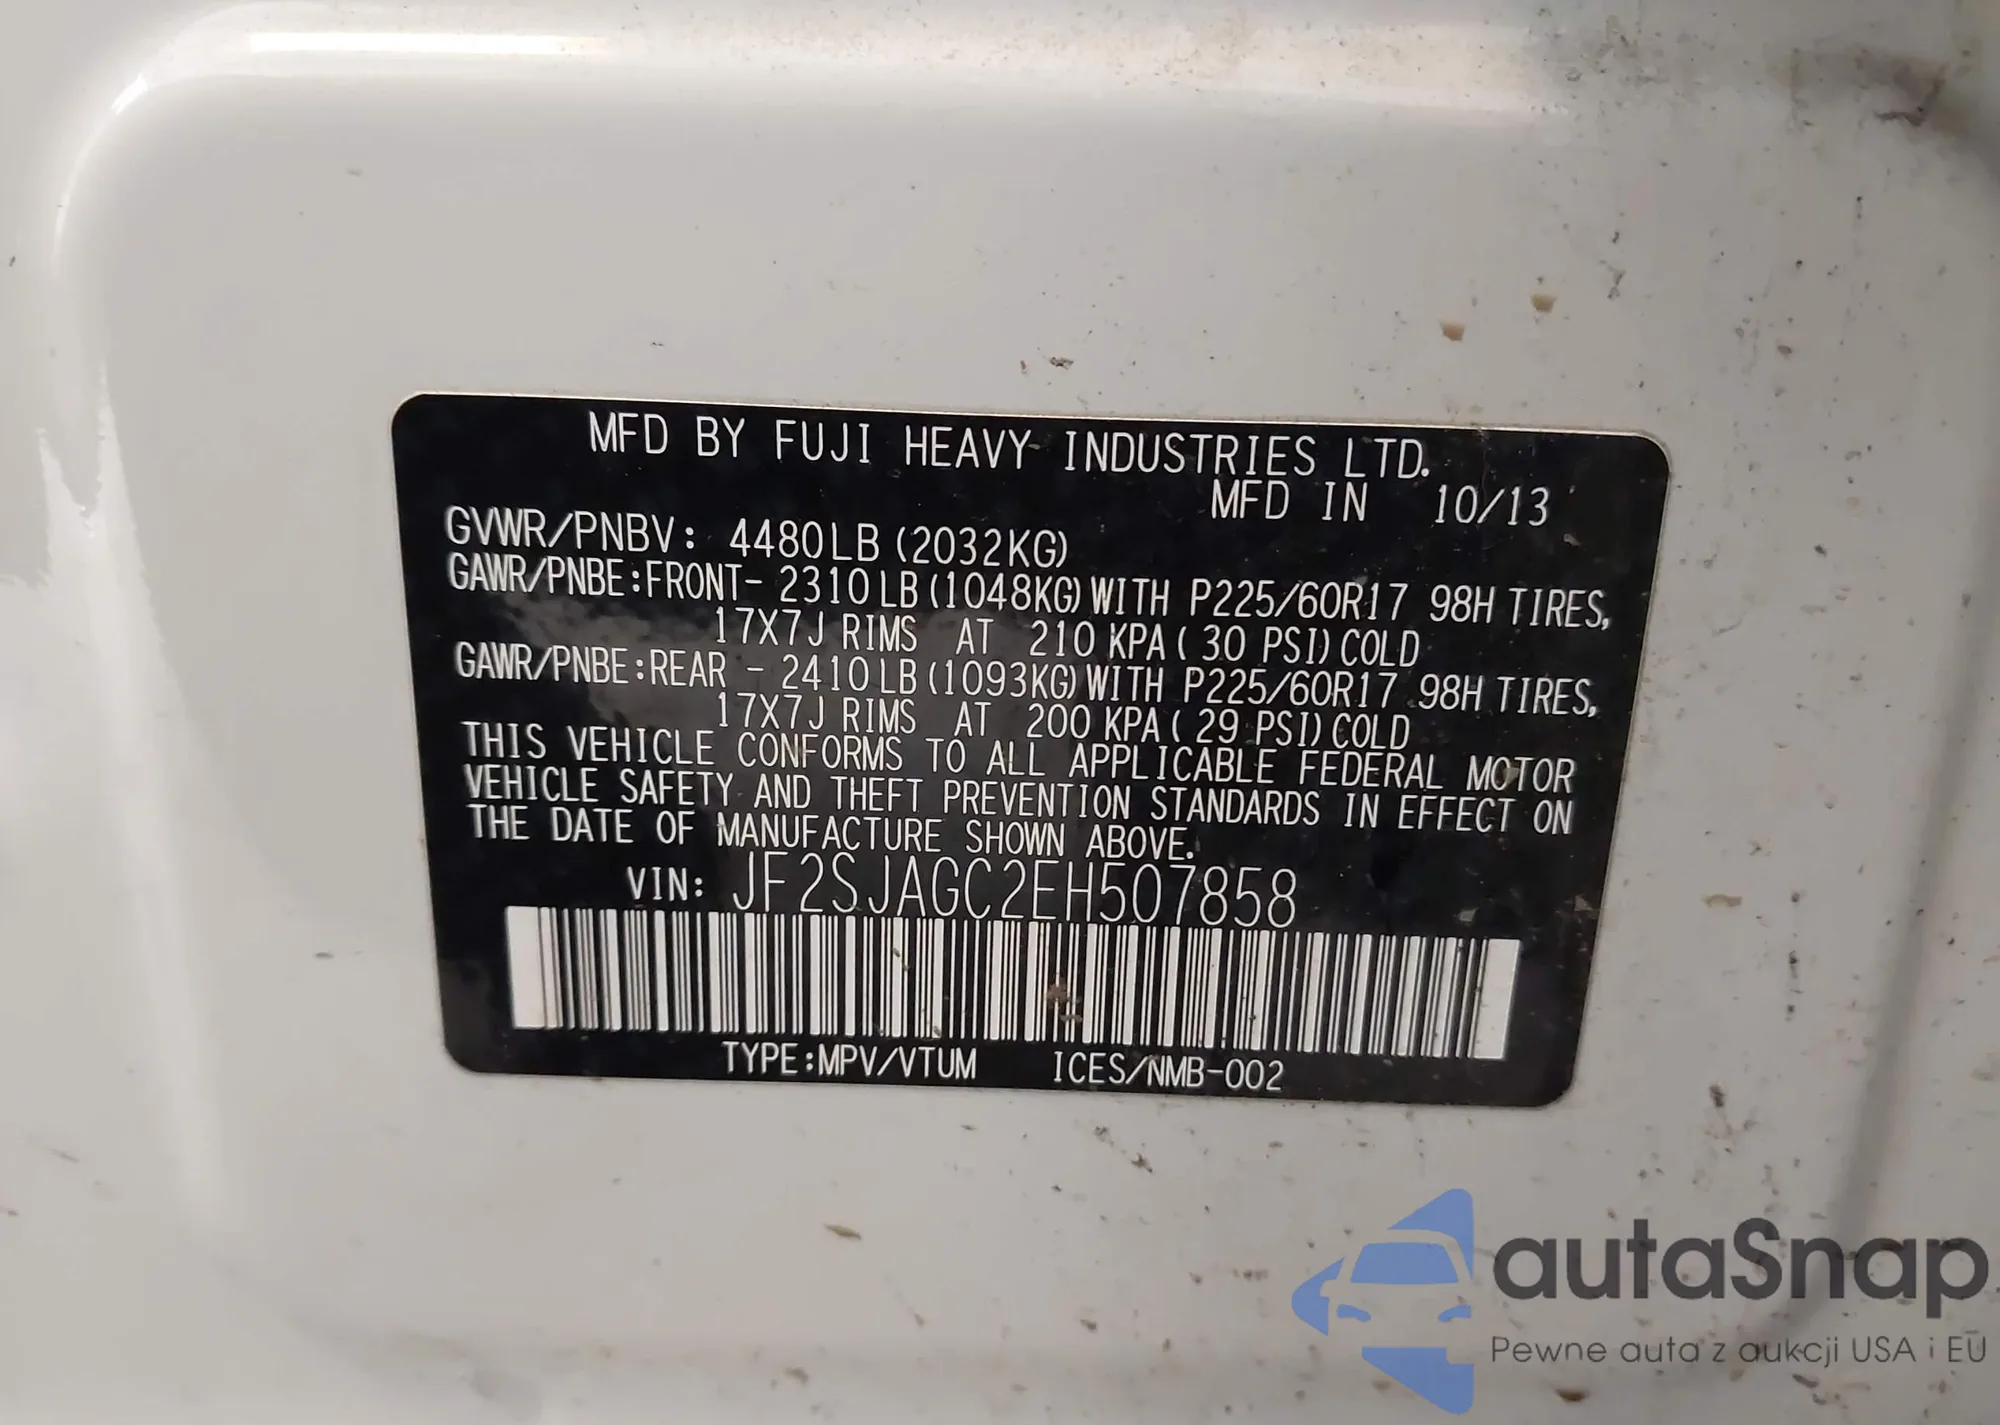 MFD BY FUJI HEAVY INDUSTRIES LTD.
MFD IN 10/13
GVWR/PNBV: 4480LB (2032KG)
GAWR/PNBE:FRONT- 2310LB (1048KG) WITH P225/60R17 98H TIRES,
17X7J RIMS AT 210 KPA ( 30 PSI) COLD
GAWR/PNBE:REAR - 2410LB (1093KG) WITH P225/60R17 98H TIRES,
17X7J RIMS AT 200 KPA ( 29 PSI) COLD
THIS VEHICLE CONFORMS TO ALL APPLICABLE FEDERAL MOTOR
VEHICLE SAFETY AND THEFT PREVENTION STANDARDS IN EFFECT ON
THE DATE OF MANUFACTURE SHOWN ABOVE.
VIN: JF2SJAGC2EH507858
TYPE:MPV/VTUM ICES/NMB-002
autaSnap
Pewne auta z aukcji USA i EU